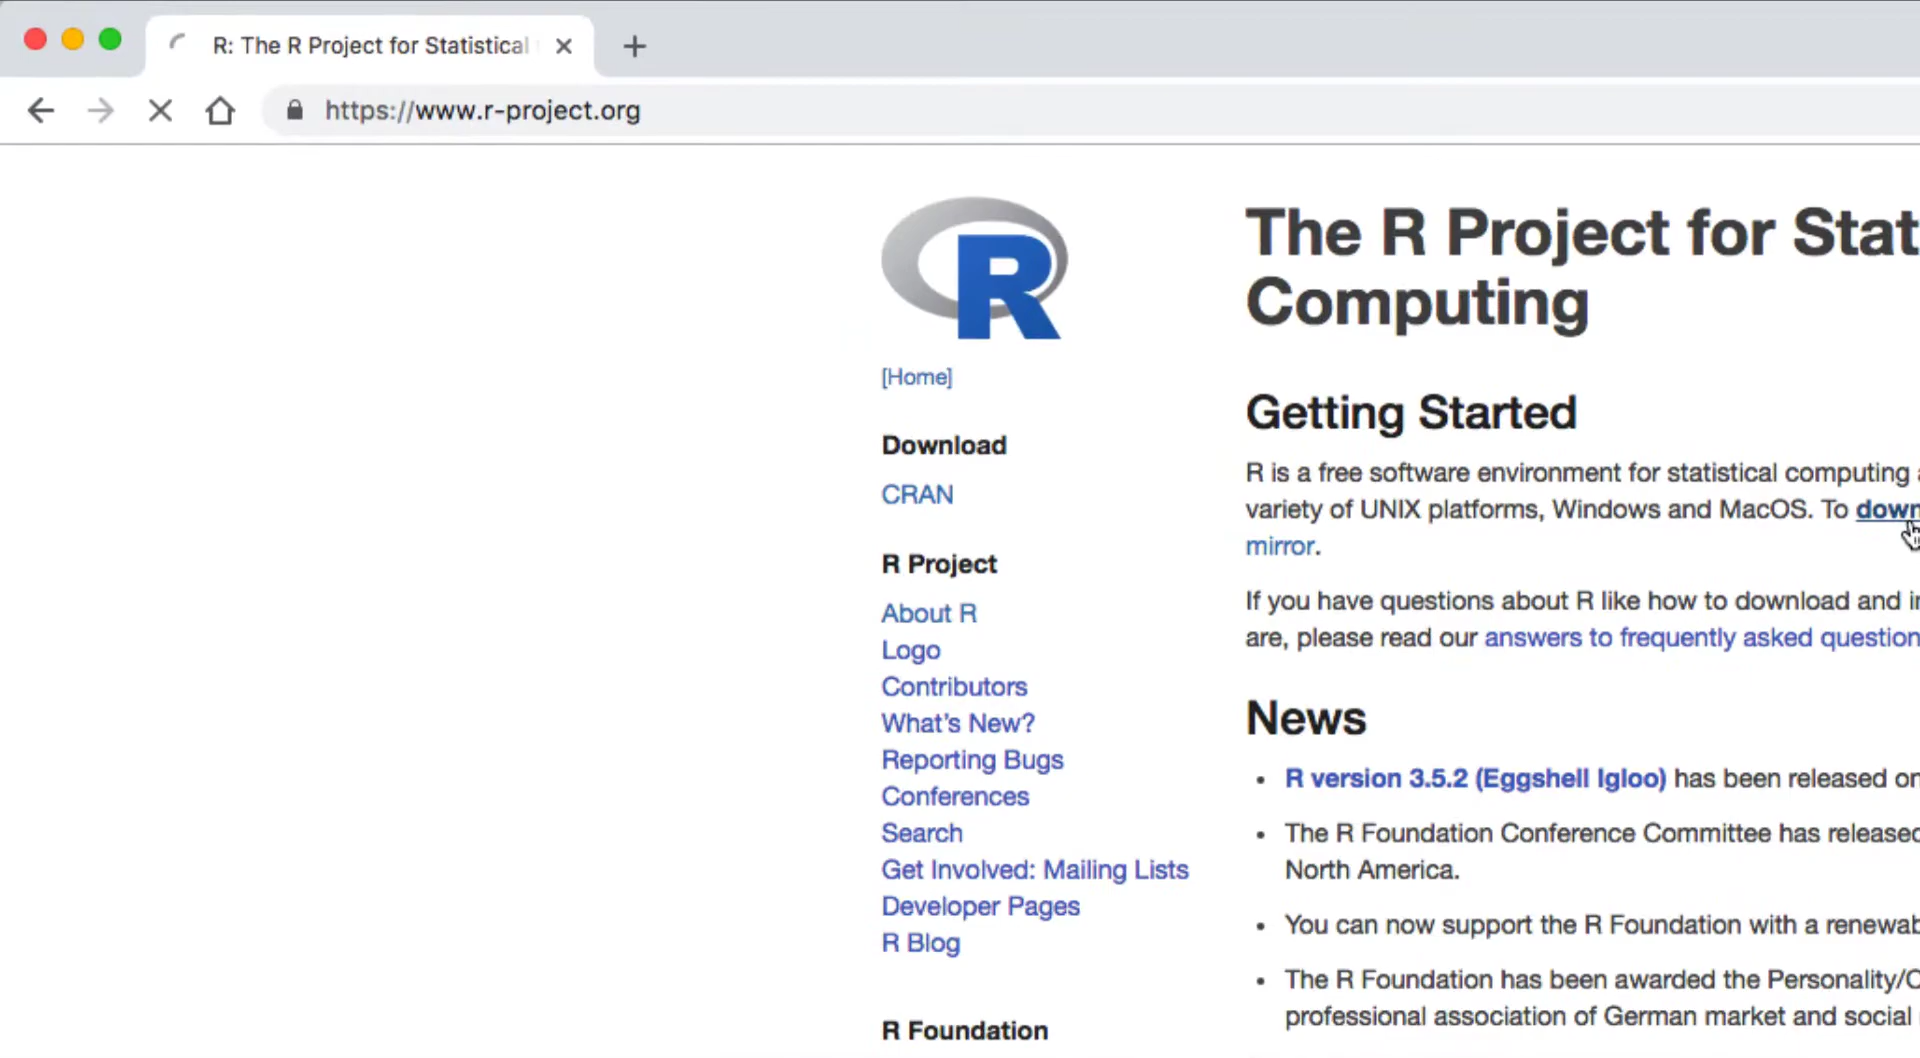 R: The R Project for Statistical
https://www.r-project.org
R
[Home]
Download
CRAN
R Project
About R
Logo
Contributors
What's New?
Reporting Bugs
Conferences
Search
Get Involved: Mailing Lists
Developer Pages
R Blog
R Foundation
The R Project for Stat
Computing
Getting Started
R is a free software environment for statistical computing
variety of UNIX platforms, Windows and MacOS. To down
mirror.
If you have questions about R like how to download and in
are, please read our answers to frequently asked question
News
• R version 3.5.2 (Eggshell Igloo) has been released on
• The R Foundation Conference Committee has released
North America.
• You can now support the R Foundation with a renewab
• The R Foundation has been awarded the Personality/O
professional association of German market and social